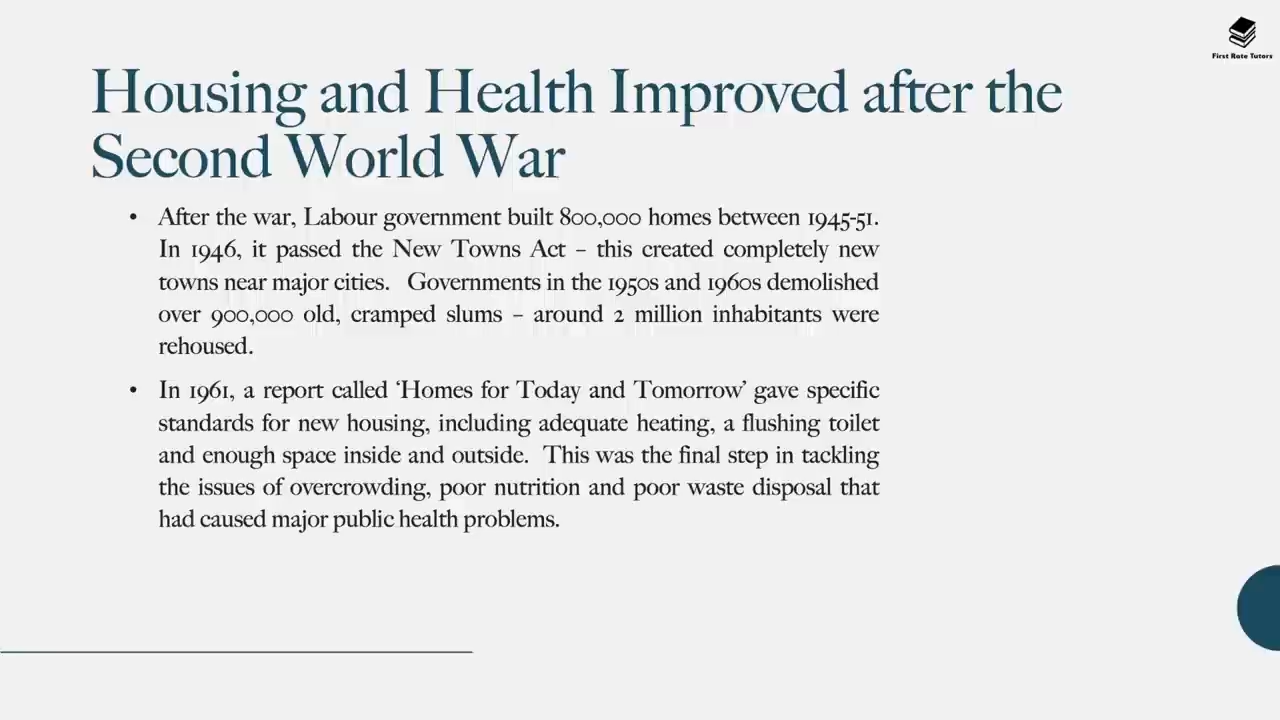 First Rate Tutors
Housing and Health Improved after the
Second World War
• After the war, Labour government built 800,000 homes between 1945-51.
In 1946, it passed the New Towns Act – this created completely new
towns near major cities. Governments in the 1950s and 1960s demolished
over 900,000 old, cramped slums – around 2 million inhabitants were
rehoused.
• In 1961, a report called ‘Homes for Today and Tomorrow’ gave specific
standards for new housing, including adequate heating, a flushing toilet
and enough space inside and outside. This was the final step in tackling
the issues of overcrowding, poor nutrition and poor waste disposal that
had caused major public health problems.